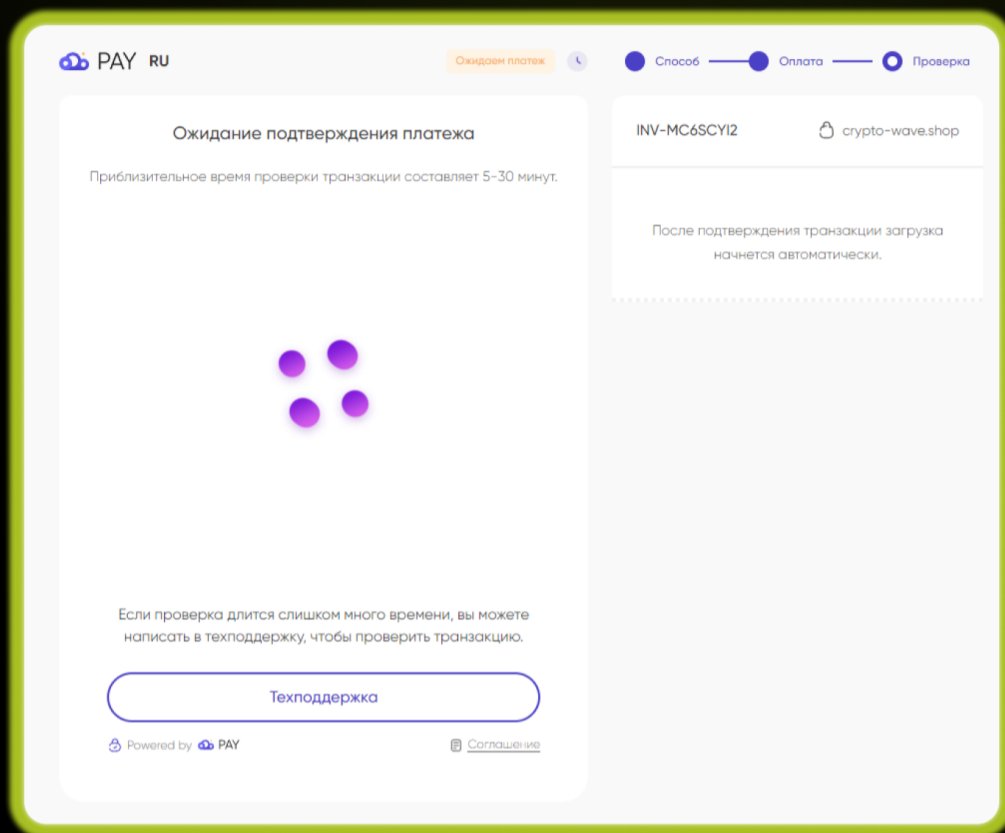 PAY RU
Ожидаем платеж
Способ
Оплата
Проверка
Ожидание подтверждения платежа
Приблизительное время проверки транзакции составляет 5-30 минут.
INV-MC6SCYI2
crypto-wave.shop
После подтверждения транзакции загрузка
начнется автоматически.
Если проверка длится слишком много времени, вы можете
написать в техподдержку, чтобы проверить транзакцию.
Техподдержка
Powered by PAY
Соглашение